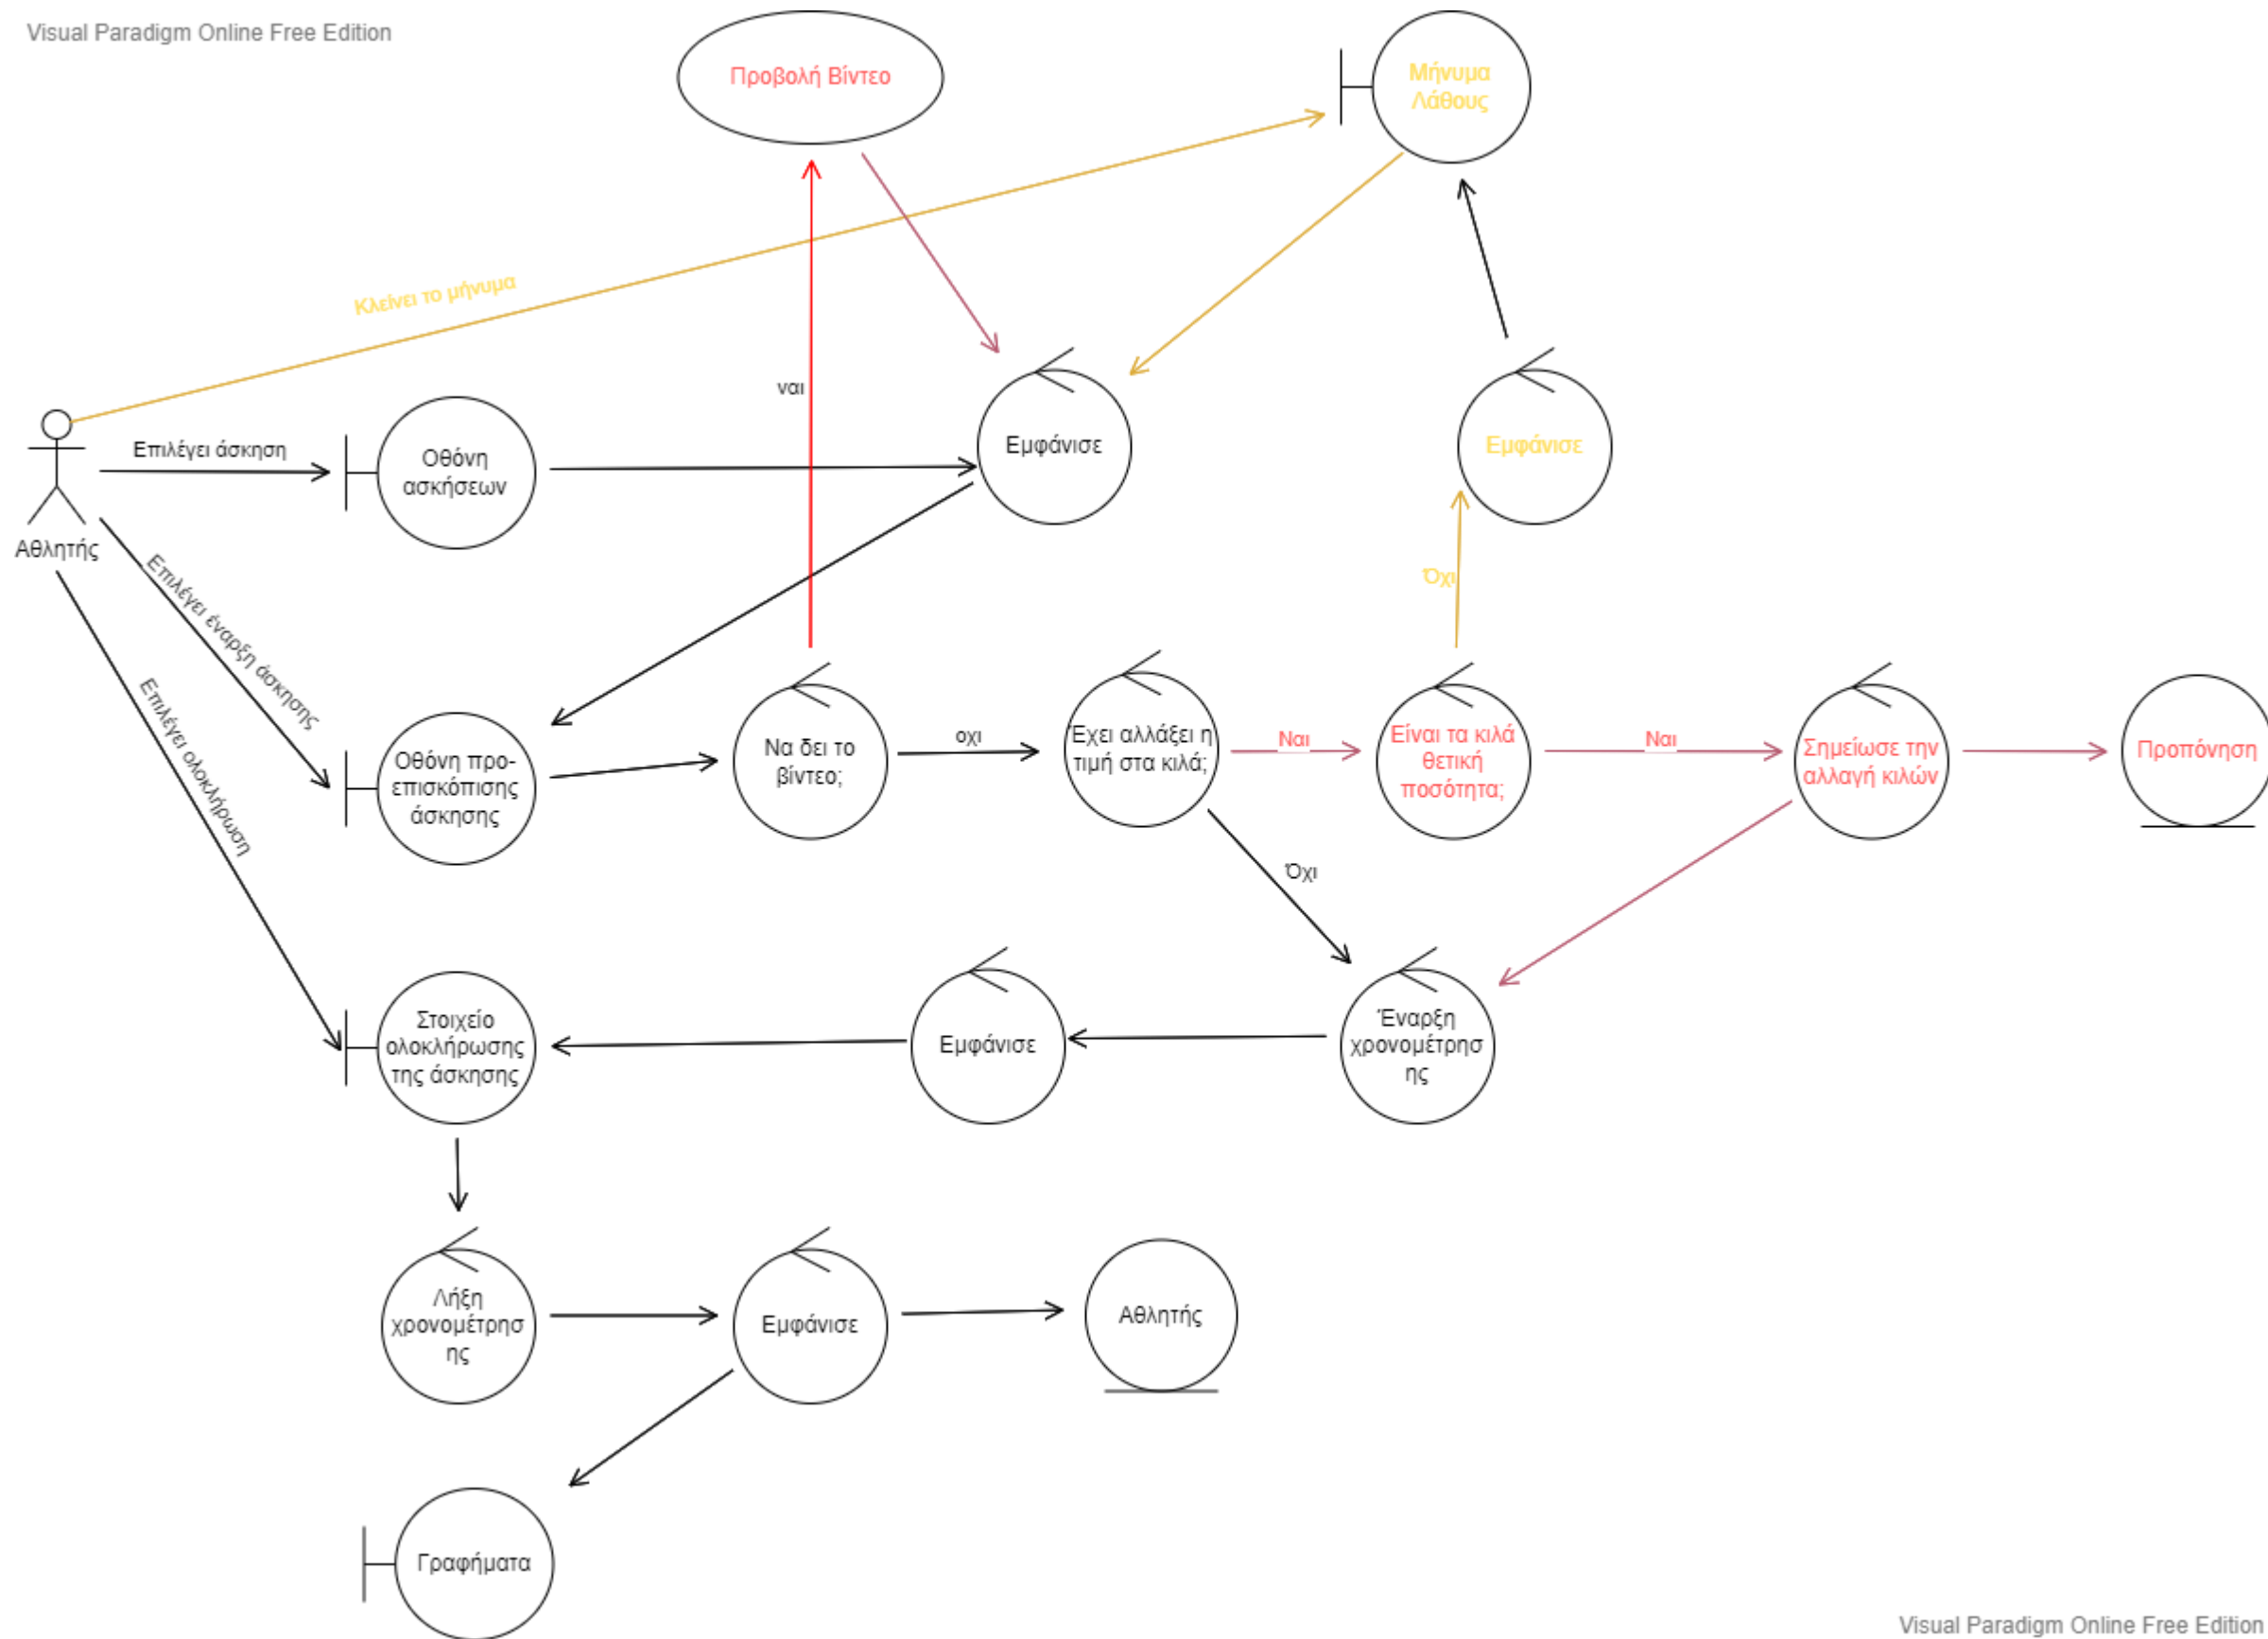 Visual Paradigm Online Free Edition
Προβολή Βίντεο
Μήνυμα
Λάθους
Κλείνει το μήνυμα
ναι
Επιλέγει άσκηση
Οθόνη
ασκήσεων
Εμφάνισε
Εμφάνισε
Αθλητής
Επιλέγει έναρξη άσκησης
Όχι
Επιλέγει ολοκλήρωση
Οθόνη προ-
επισκόπισης
άσκησης
Να δει το
βίντεο;
οχι
Έχει αλλάξει η
τιμή στα κιλά;
Ναι
Είναι τα κιλά
θετική
ποσότητα;
Ναι
Σημείωσε την
αλλαγή κιλών
Προπόνηση
Όχι
Στοιχείο
ολοκλήρωσης
της άσκησης
Εμφάνισε
Έναρξη
χρονομέτρησ
ης
Λήξη
χρονομέτρησ
ης
Εμφάνισε
Αθλητής
Γραφήματα
Visual Paradigm Online Free Edition